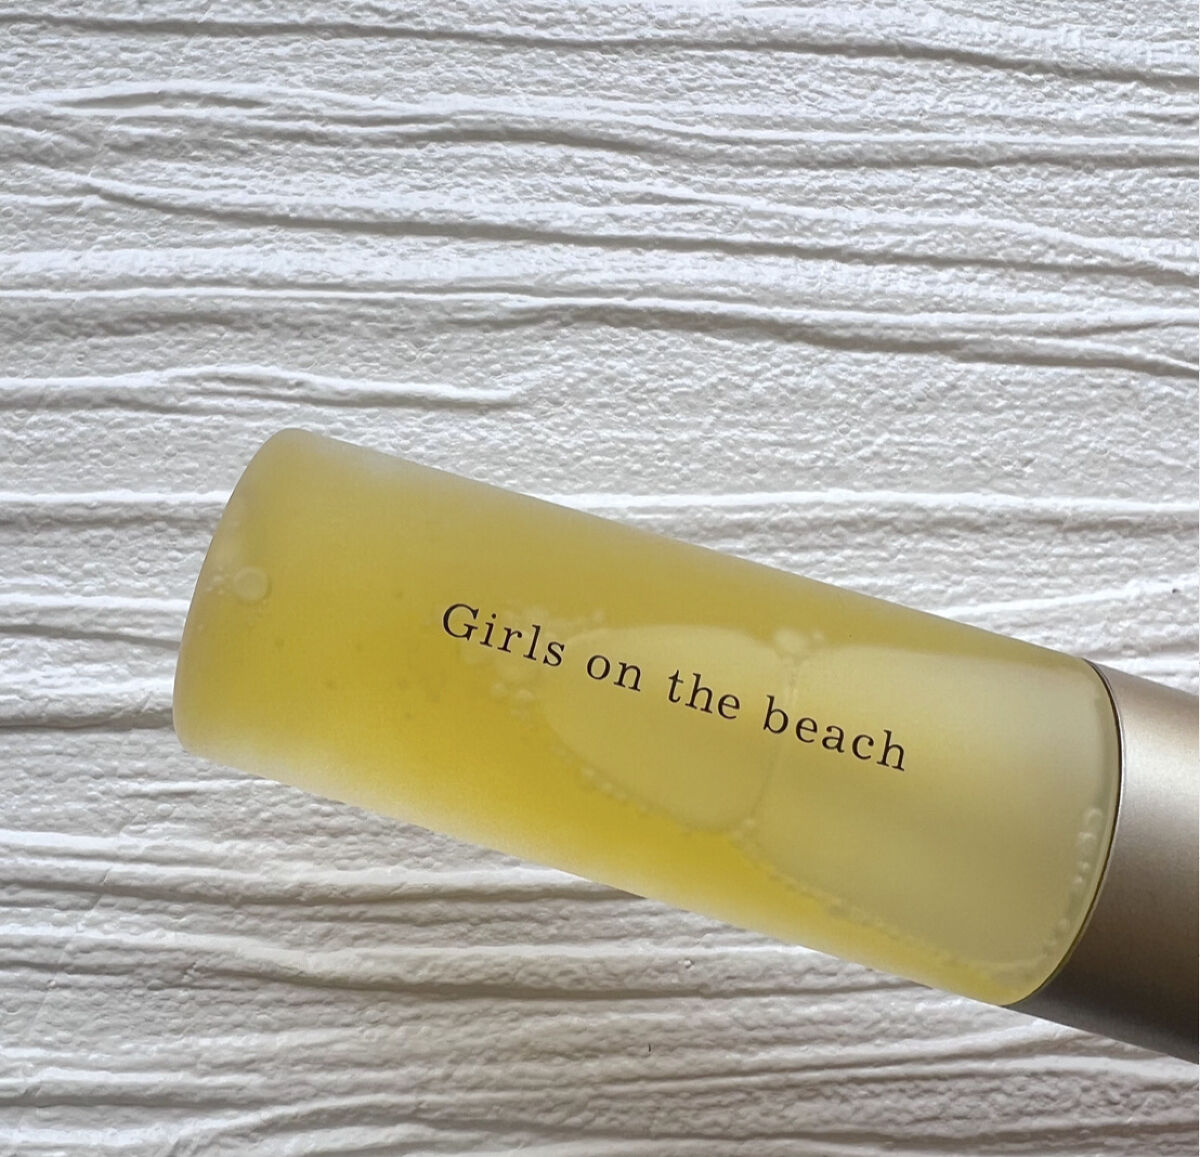 Girls on the beach